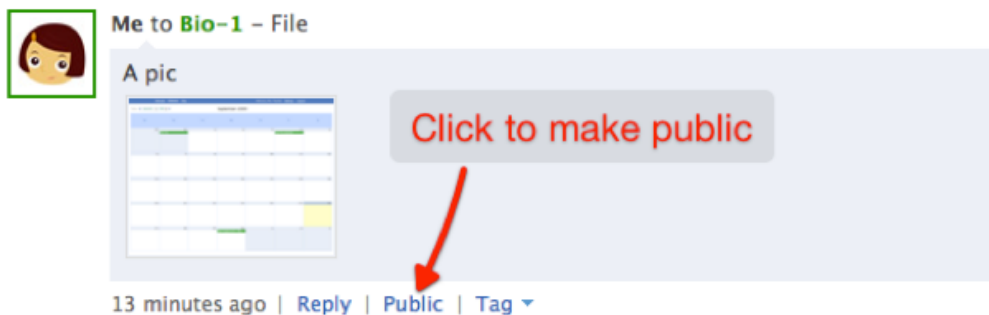 Me to Bio-1 – File
A pic
Click to make public
13 minutes ago | Reply | Public | Tag